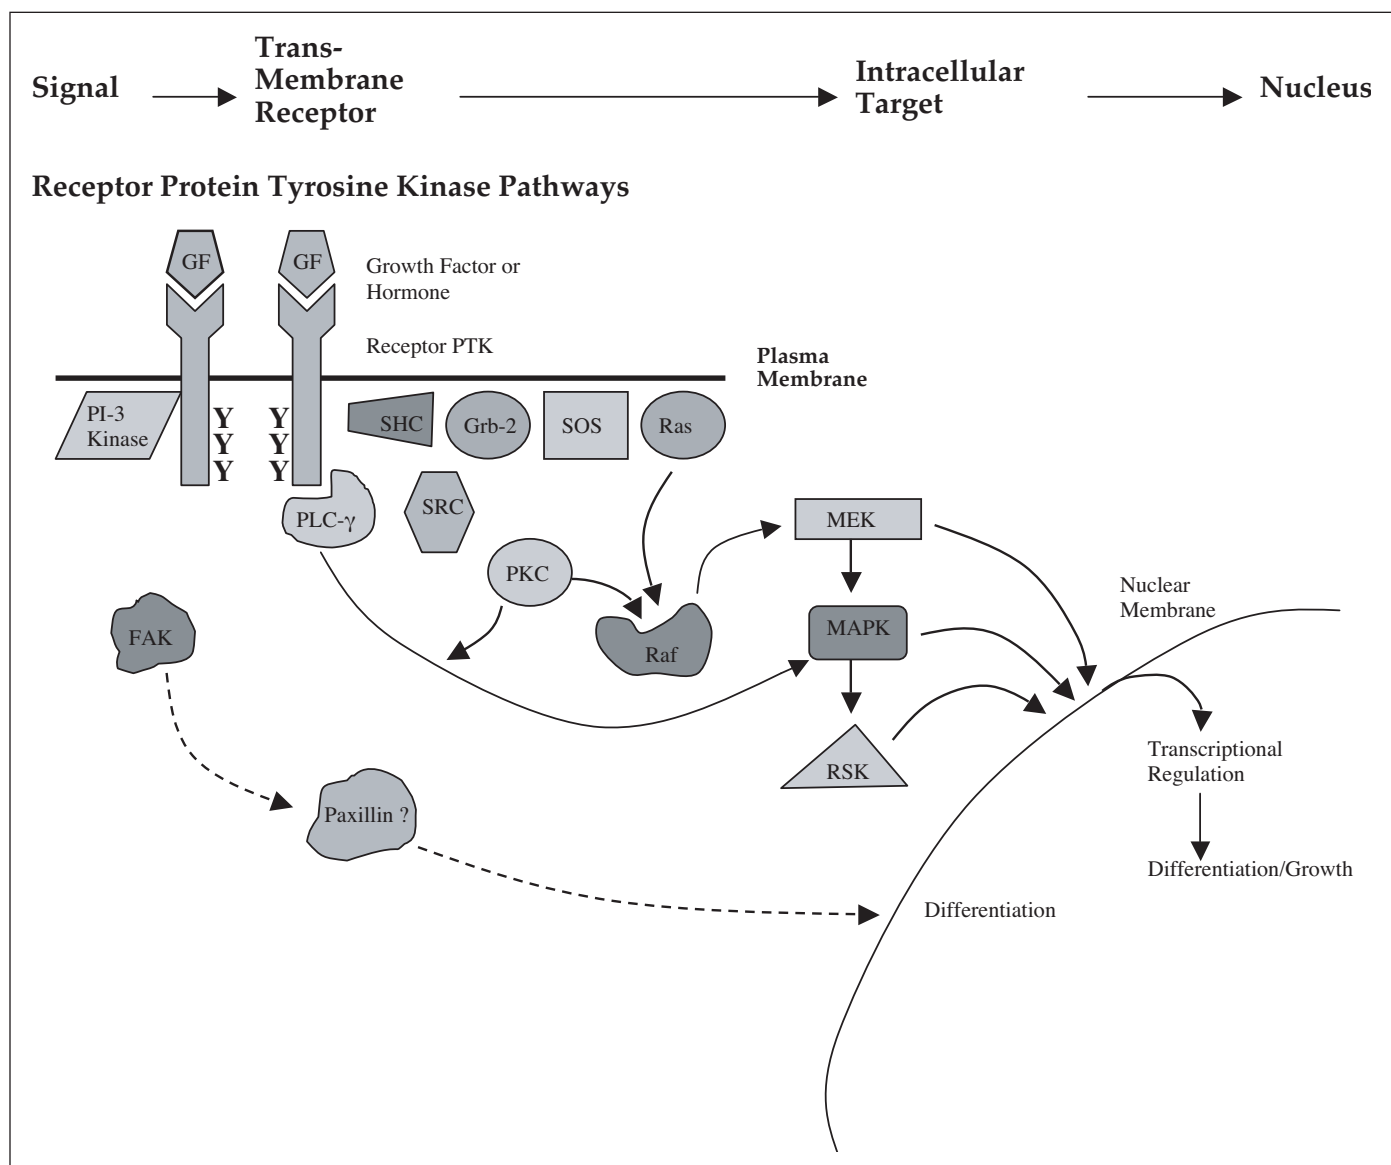 Signal
Trans-
Membrane
Receptor
Intracellular
Target
Nucleus
Receptor Protein Tyrosine Kinase Pathways
GF
GF
Growth Factor or
Hormone
Receptor PTK
Plasma
Membrane
PI-3
Kinase
Y
Y
Y
Y
Y
Y
SHC
Grb-2
SOS
Ras
PLC-γ
SRC
PKC
MEK
FAK
Raf
MAPK
RSK
Nuclear
Membrane
Transcriptional
Regulation
Paxillin ?
Differentiation/Growth
Differentiation